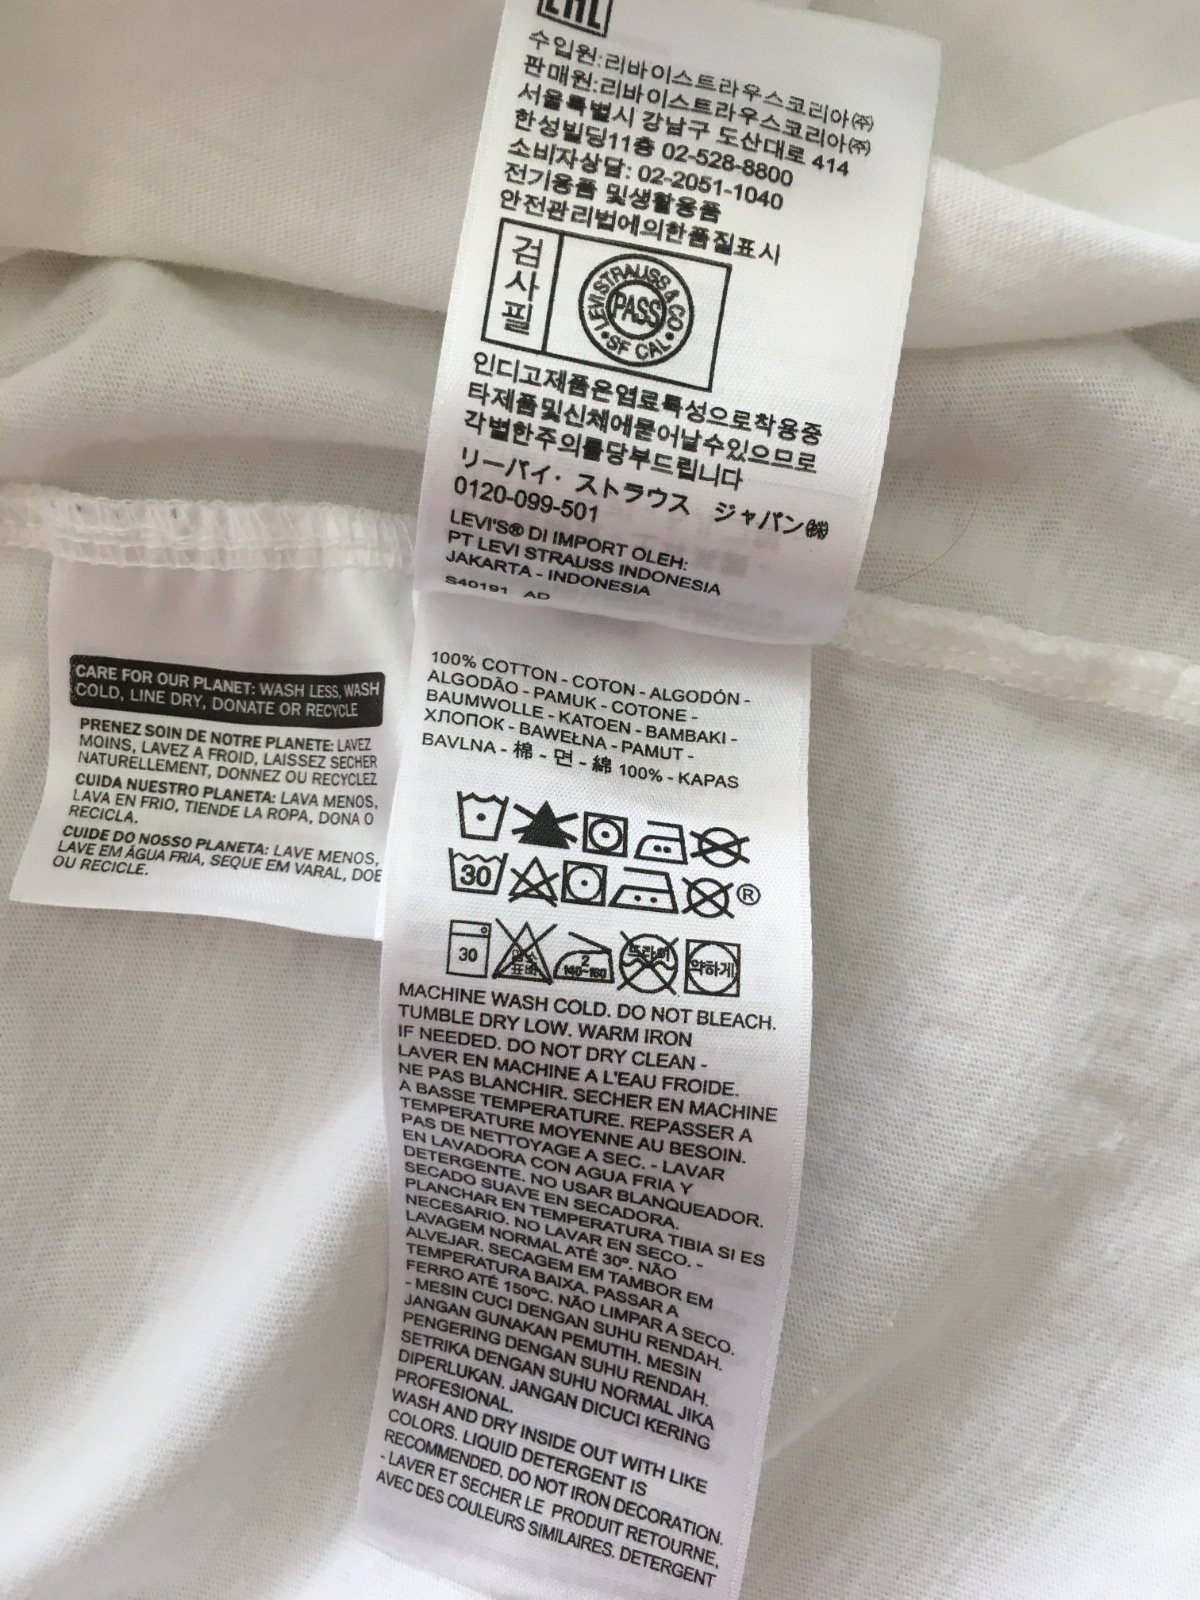 EAC
수입원:리바이스트라우스코리아㈜
판매원:리바이스트라우스코리아㈜
서울특별시 강남구 도산대로 414
한성빌딩11층 02-528-8800
소비자상담: 02-2051-1040
전기용품 및생활용품
안전관리법에의한품질표시
검
사
필
LEVI STRAUSS & CO
PASS
SF CAL
인디고제품은염료특성으로착용중
타제품및신체에묻어날수있으므로
각별한주의를당부드립니다
リーバイ・ストラウス ジャパン㈱
0120-099-501
LEVI'S® DI IMPORT OLEH:
PT LEVI STRAUSS INDONESIA
JAKARTA - INDONESIA
S40191 AP
CARE FOR OUR PLANET: WASH LESS, WASH
COLD, LINE DRY, DONATE OR RECYCLE
PRENEZ SOIN DE NOTRE PLANETE: LAVEZ
MOINS, LAVEZ A FROID, LAISSEZ SECHER
NATURELLEMENT, DONNEZ OU RECYCLEZ
CUIDA NUESTRO PLANETA: LAVA MENOS,
LAVA EN FRIO, TIENDE LA ROPA, DONA O
RECICLA.
CUIDE DO NOSSO PLANETA: LAVE MENOS,
LAVE EM ÁGUA FRIA, SEQUE EM VARAL, DOE
OU RECICLE.
100% COTTON - COTON - ALGODÓN -
ALGODÃO - PAMUK - COTONE -
BAUMWOLLE - KATOEN - BAMBAKI -
ХЛОПОК - BAWEŁNA - PAMUT -
BAVLNA - 棉 - 면 - 綿 100% - KAPAS
30 ®
30 염소표백 2 140~160 드라이 약하게
MACHINE WASH COLD. DO NOT BLEACH.
TUMBLE DRY LOW. WARM IRON
IF NEEDED. DO NOT DRY CLEAN -
LAVER EN MACHINE A L'EAU FROIDE.
NE PAS BLANCHIR. SECHER EN MACHINE
A BASSE TEMPERATURE. REPASSER A
TEMPERATURE MOYENNE AU BESOIN.
PAS DE NETTOYAGE A SEC. - LAVAR
EN LAVADORA CON AGUA FRIA Y
DETERGENTE. NO USAR BLANQUEADOR.
SECADO SUAVE EN SECADORA.
PLANCHAR EN TEMPERATURA TIBIA SI ES
NECESARIO. NO LAVAR EN SECO. -
LAVAGEM NORMAL ATÉ 30º. NÃO
ALVEJAR. SECAGEM EM TAMBOR EM
TEMPERATURA BAIXA. PASSAR A
FERRO ATÉ 150ºC. NÃO LIMPAR A SECO.
- MESIN CUCI DENGAN SUHU RENDAH.
JANGAN GUNAKAN PEMUTIH. MESIN
PENGERING DENGAN SUHU RENDAH.
SETRIKA DENGAN SUHU NORMAL JIKA
DIPERLUKAN. JANGAN DICUCI KERING
PROFESIONAL.
WASH AND DRY INSIDE OUT WITH LIKE
COLORS. LIQUID DETERGENT IS
RECOMMENDED. DO NOT IRON DECORATION.
- LAVER ET SECHER LE PRODUIT RETOURNE,
AVEC DES COULEURS SIMILAIRES. DETERGENT